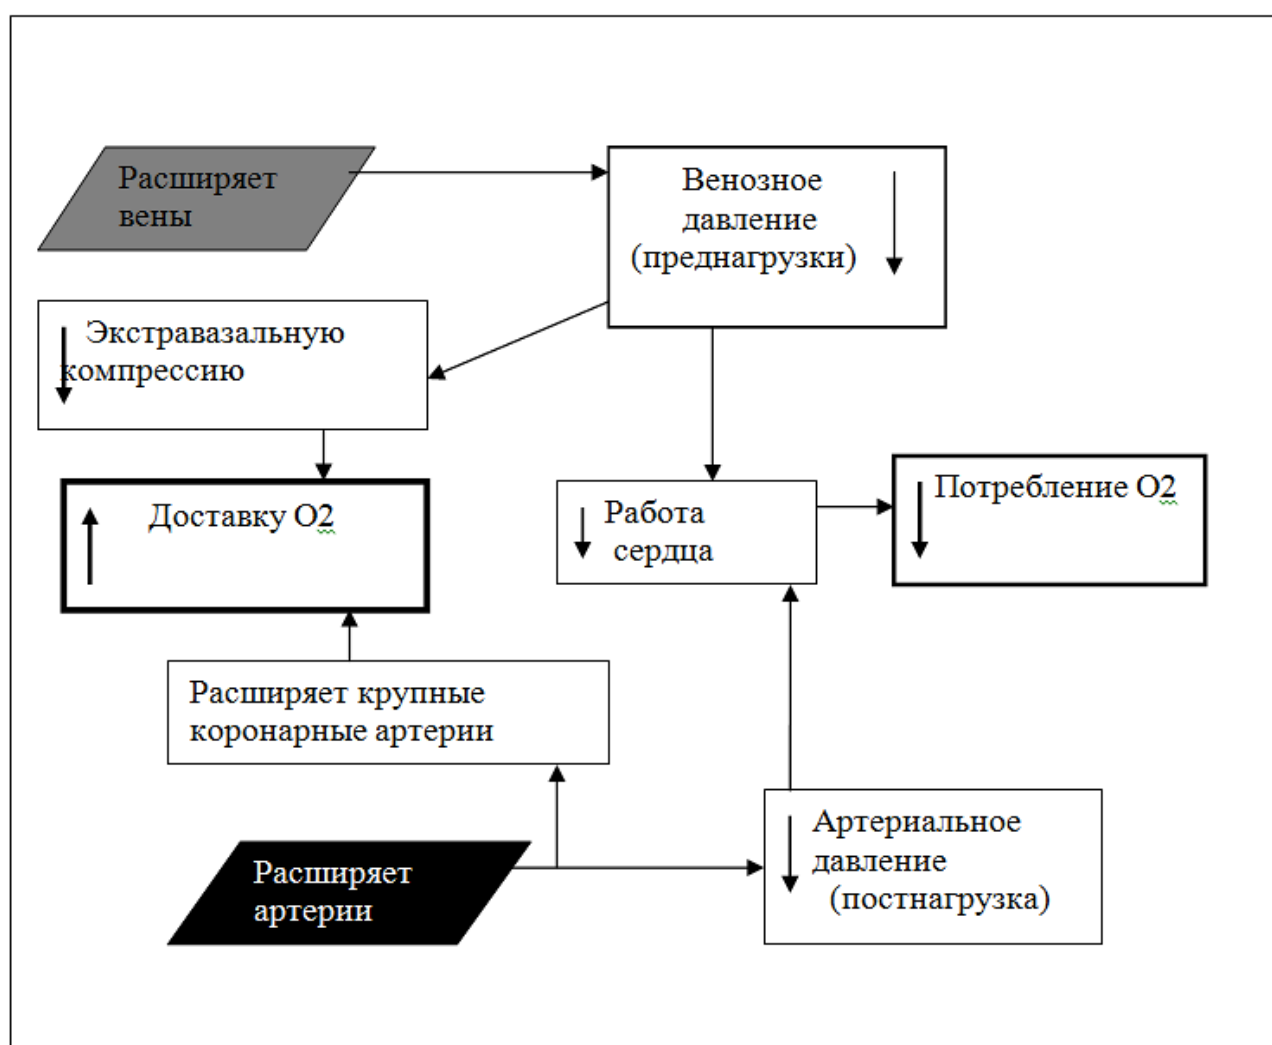 Расширяет
вены
Венозное
давление
(преднагрузки)
Экстравазальную
компрессию
Доставку О2
Работа
сердца
Потребление О2
Расширяет крупные
коронарные артерии
Расширяет
артерии
Артериальное
давление
(постнагрузка)